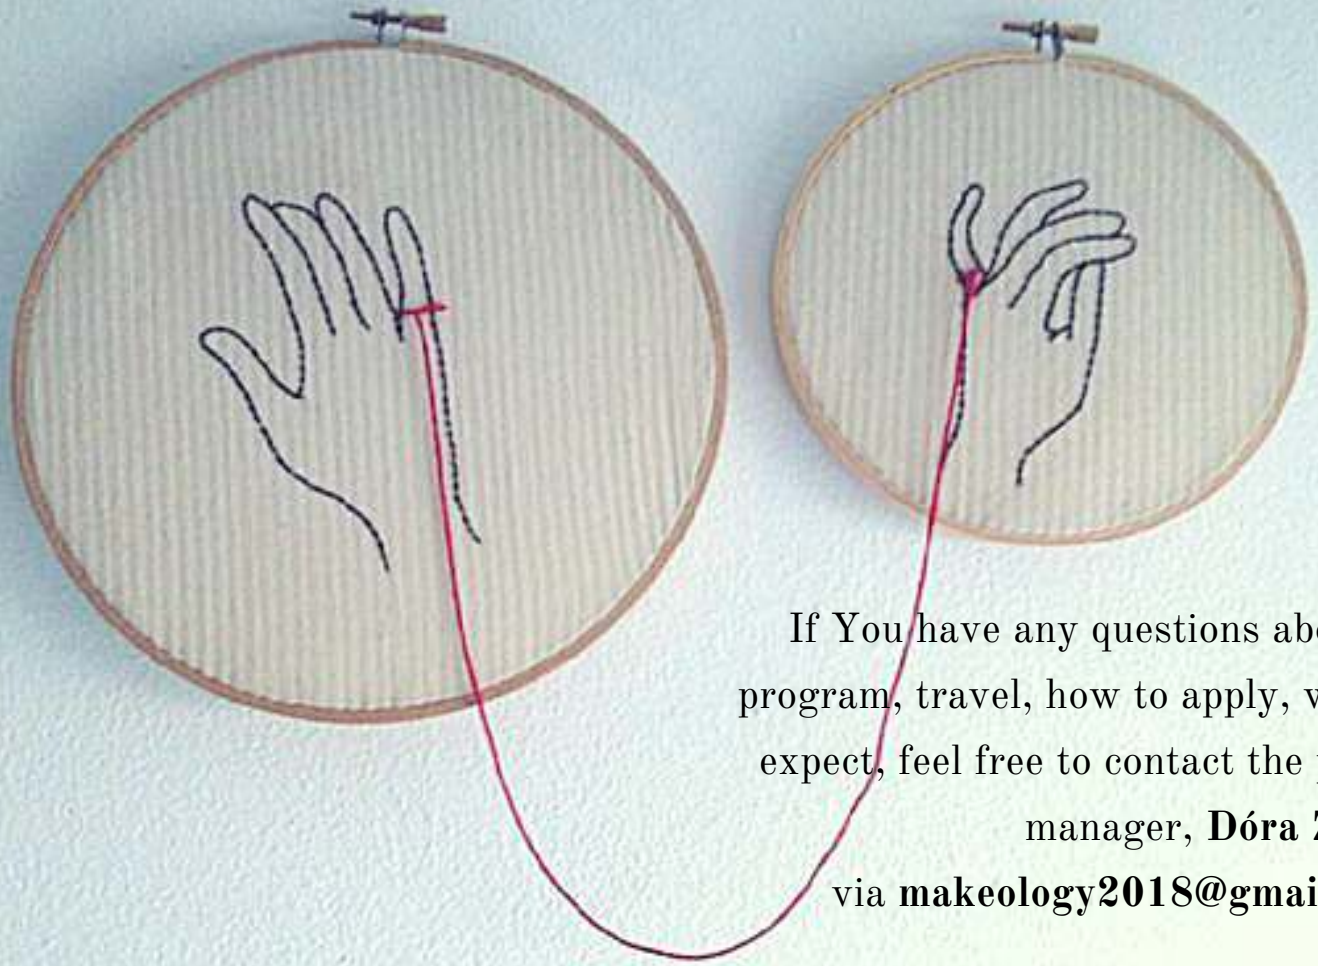 If You have any questions
program, travel, how to apply,
expect, feel free to contact the
manager, Dóra
via makeology2018@gmai